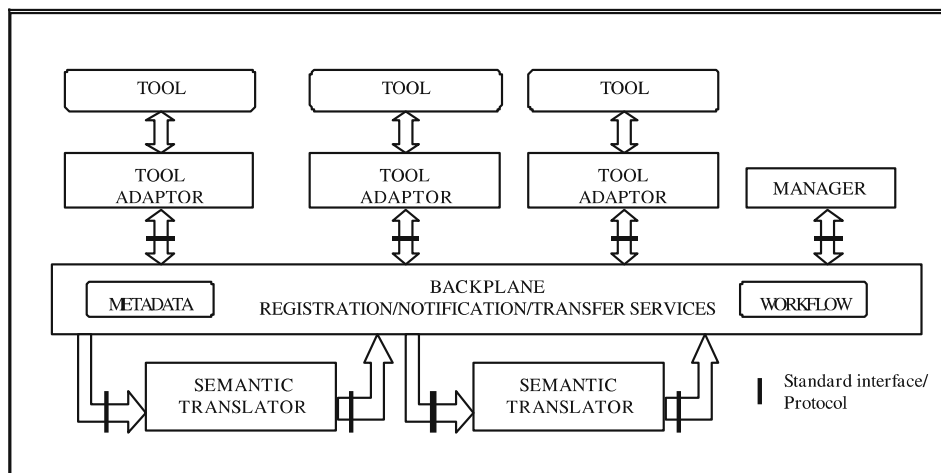 TOOL
TOOL
TOOL
TOOL
ADAPTOR
TOOL
ADAPTOR
TOOL
ADAPTOR
MANAGER
BACKPLANE
METADATA
REGISTRATION/NOTIFICATION/TRANSFER SERVICES
WORKFLOW
SEMANTIC
TRANSLATOR
SEMANTIC
TRANSLATOR
Standard interface/
Protocol